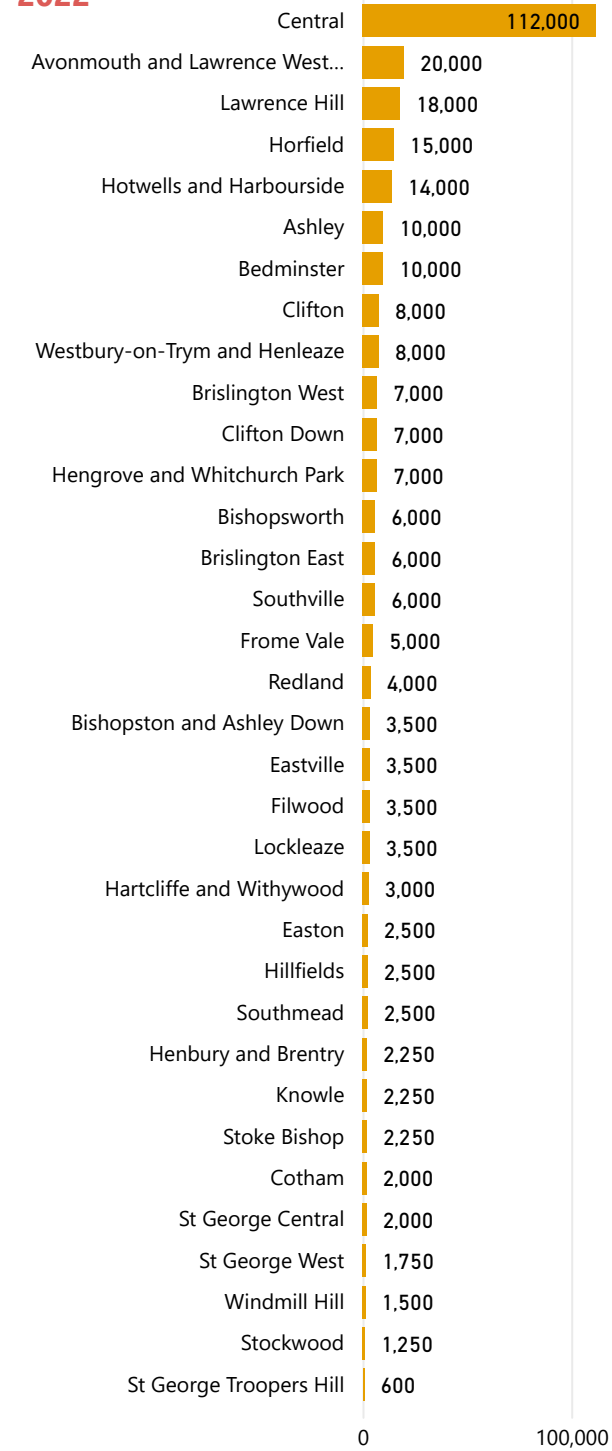 2022
Central 112,000
Avonmouth and Lawrence West... 20,000
Lawrence Hill 18,000
Horfield 15,000
Hotwells and Harbourside 14,000
Ashley 10,000
Bedminster 10,000
Clifton 8,000
Westbury-on-Trym and Henleaze 8,000
Brislington West 7,000
Clifton Down 7,000
Hengrove and Whitchurch Park 7,000
Bishopsworth 6,000
Brislington East 6,000
Southville 6,000
Frome Vale 5,000
Redland 4,000
Bishopston and Ashley Down 3,500
Eastville 3,500
Filwood 3,500
Lockleaze 3,500
Hartcliffe and Withywood 3,000
Easton 2,500
Hillfields 2,500
Southmead 2,500
Henbury and Brentry 2,250
Knowle 2,250
Stoke Bishop 2,250
Cotham 2,000
St George Central 2,000
St George West 1,750
Windmill Hill 1,500
Stockwood 1,250
St George Troopers Hill 600
0 100,000